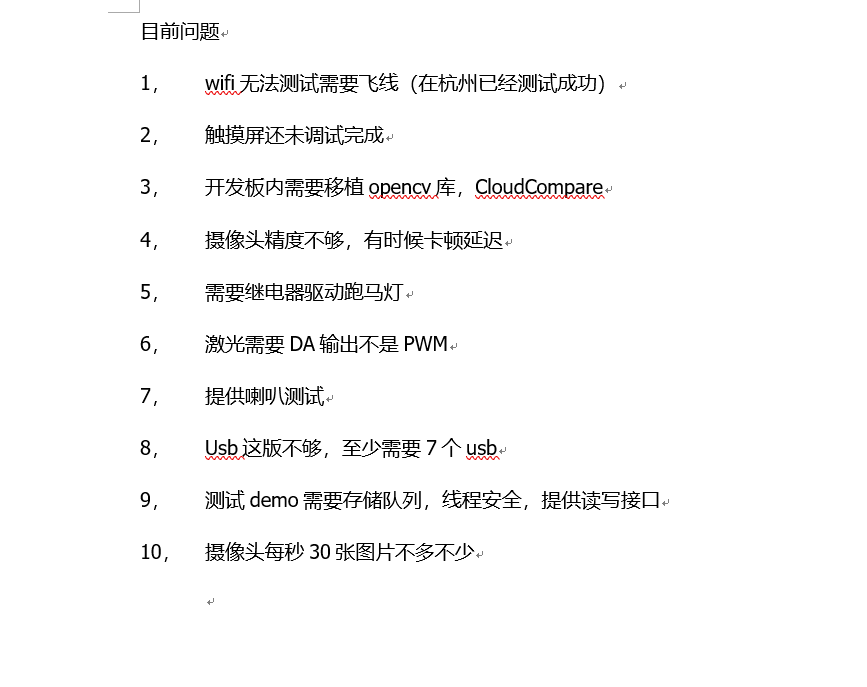 目前问题
1， wifi 无法测试需要飞线（在杭州已经测试成功）
2， 触摸屏还未调试完成
3， 开发板内需要移植 opencv 库，CloudCompare
4， 摄像头精度不够，有时候卡顿延迟
5， 需要继电器驱动跑马灯
6， 激光需要 DA 输出不是 PWM
7， 提供喇叭测试
8， Usb 这版不够，至少需要 7 个 usb
9， 测试 demo 需要存储队列，线程安全，提供读写接口
10， 摄像头每秒 30 张图片不多不少